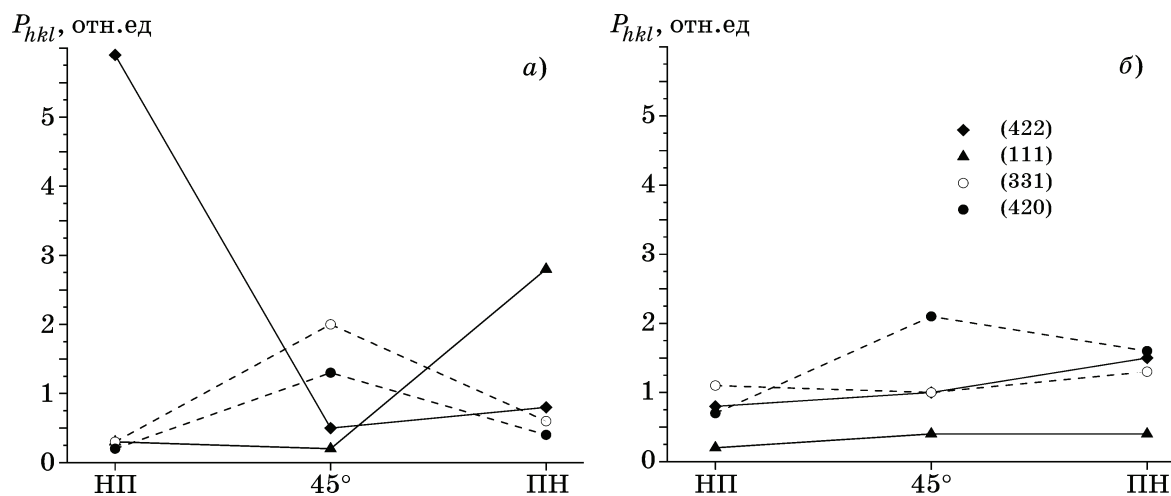 P_hkl, отн.ед
а)
5
4
3
2
1
0
НП 45° ПН
P_hkl, отн.ед
б)
5
4
3
2
1
0
(422)
(111)
(331)
(420)
НП 45° ПН